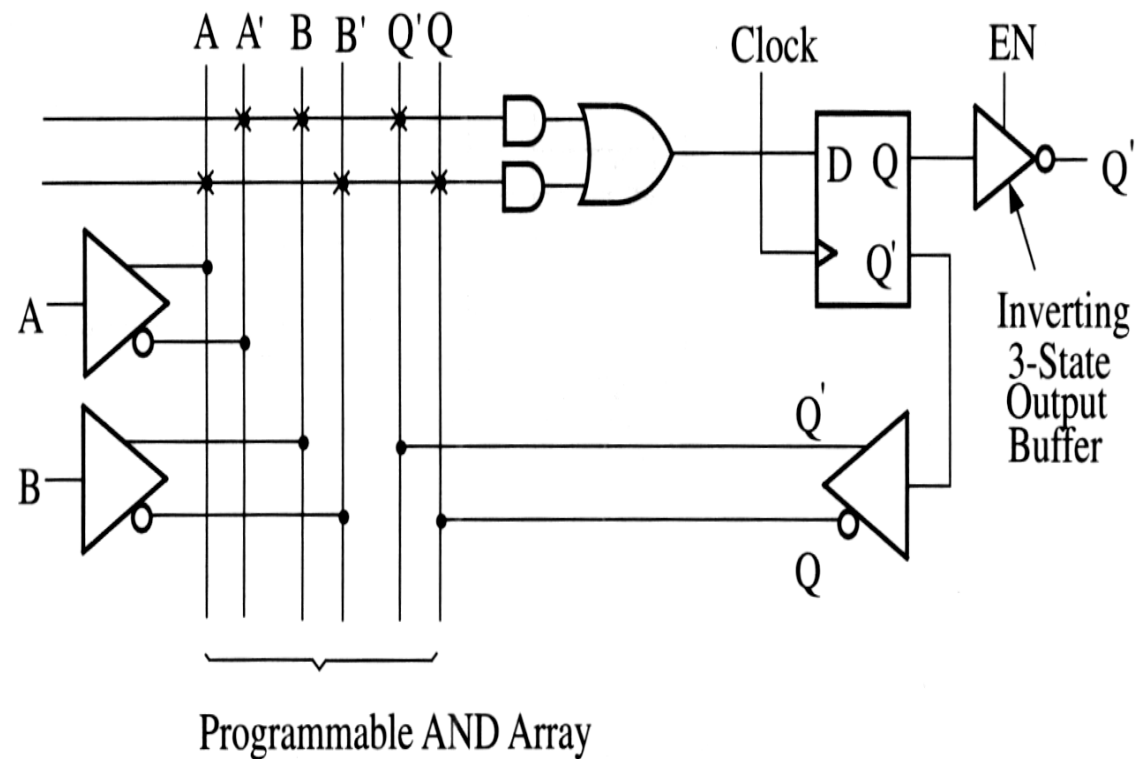 A A' B B' Q' Q
Clock
EN
D Q
Q'
Q'
A
Inverting
3-State
Output
Buffer
Q'
B
Q
Programmable AND Array